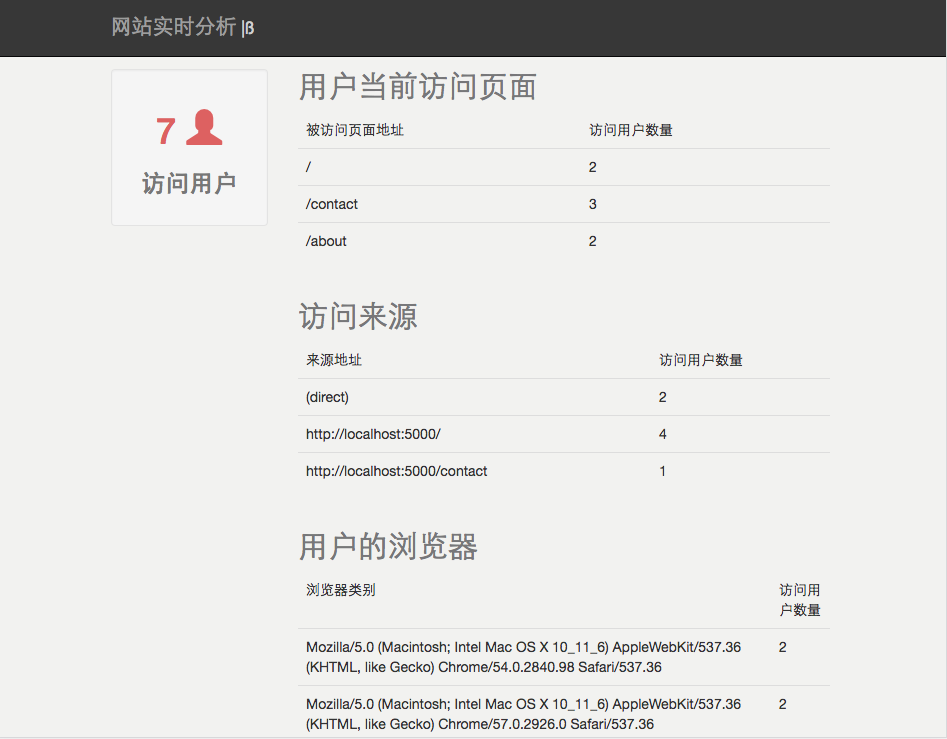 网站实时分析 |ß
7
访问用户
用户当前访问页面
被访问页面地址 访问用户数量
/ 2
/contact 3
/about 2
访问来源
来源地址 访问用户数量
(direct) 2
http://localhost:5000/ 4
http://localhost:5000/contact 1
用户的浏览器
浏览器类别 访问用
户数量
Mozilla/5.0 (Macintosh; Intel Mac OS X 10_11_6) AppleWebKit/537.36 2
(KHTML, like Gecko) Chrome/54.0.2840.98 Safari/537.36
Mozilla/5.0 (Macintosh; Intel Mac OS X 10_11_6) AppleWebKit/537.36 2
(KHTML, like Gecko) Chrome/57.0.2926.0 Safari/537.36